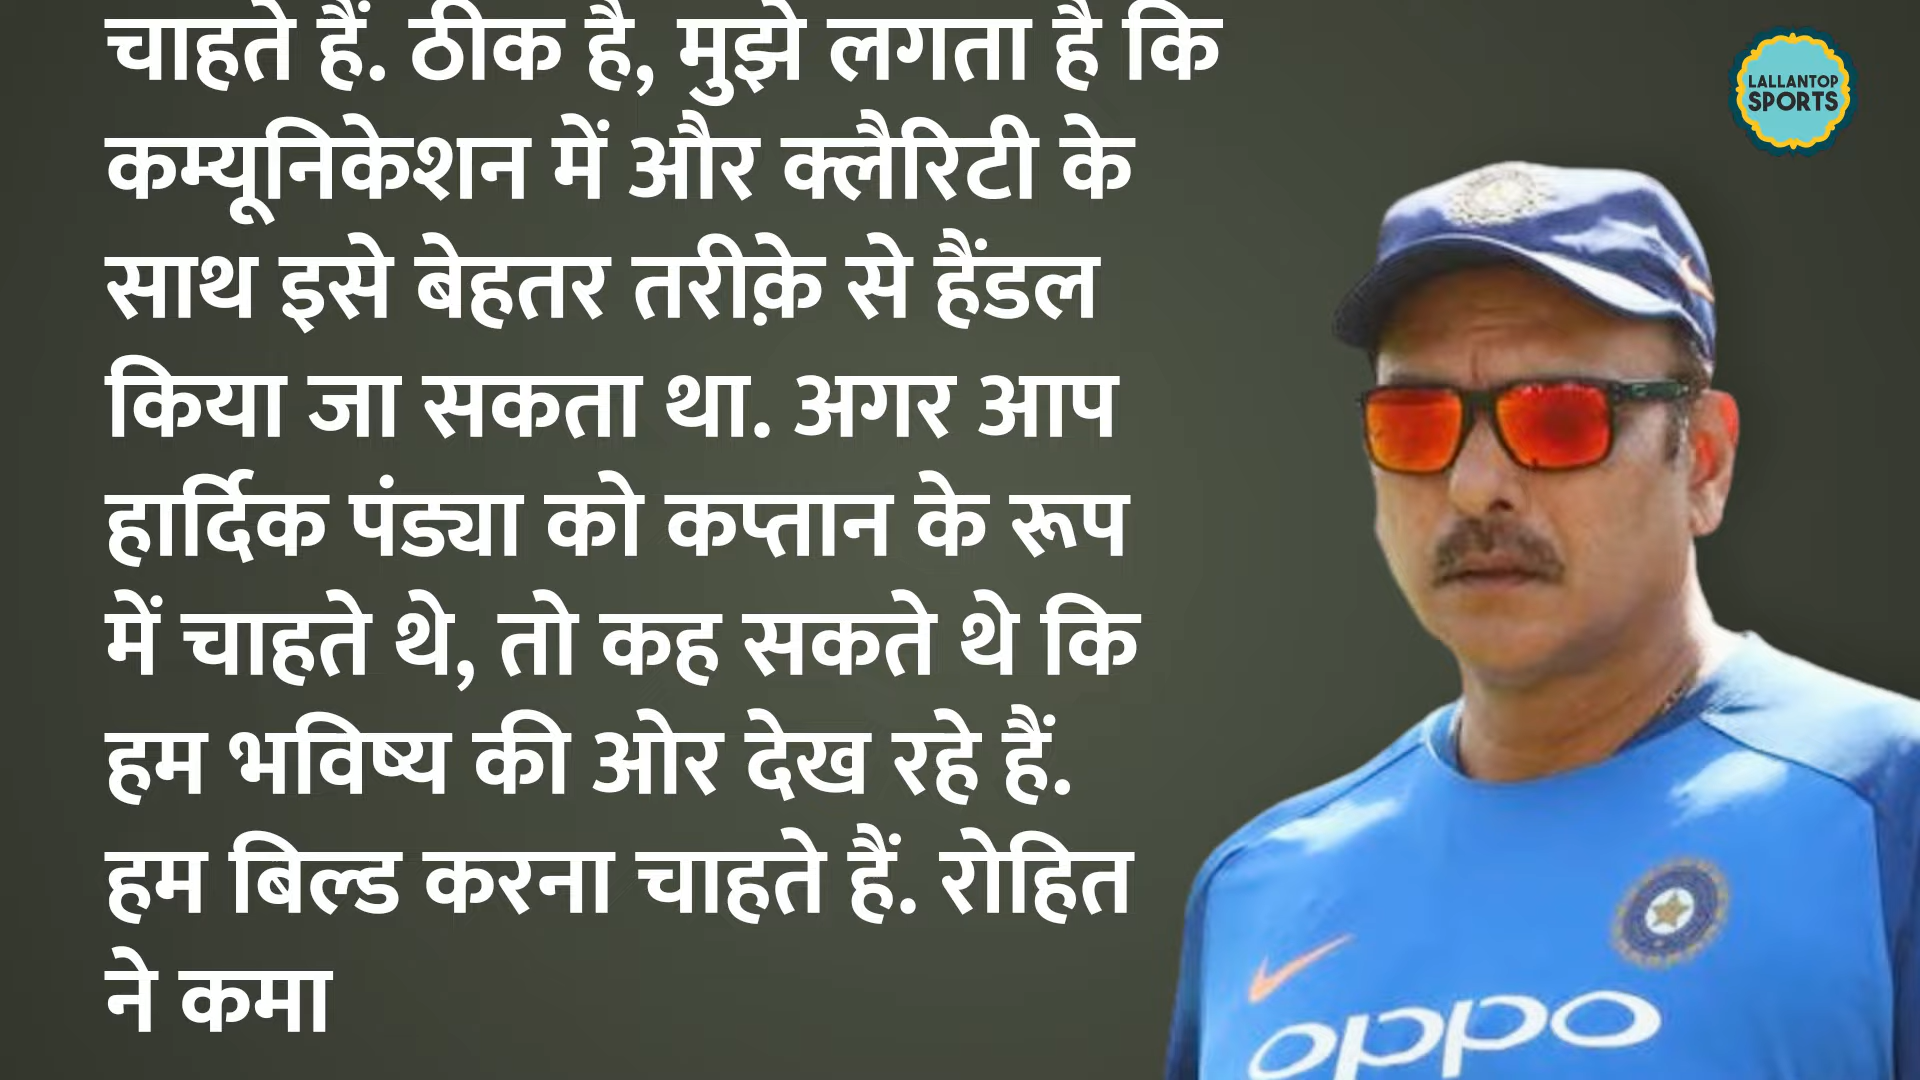 चाहते हैं. ठीक है, मुझे लगता है कि
कम्यूनिकेशन में और क्लैरिटी के
साथ इसे बेहतर तरीक़े से हैंडल
किया जा सकता था. अगर आप
हार्दिक पंड्या को कप्तान के रूप
में चाहते थे, तो कह सकते थे कि
हम भविष्य की ओर देख रहे हैं.
हम बिल्ड करना चाहते हैं. रोहित
ने कमा
LALLANTOP
SPORTS
oppo